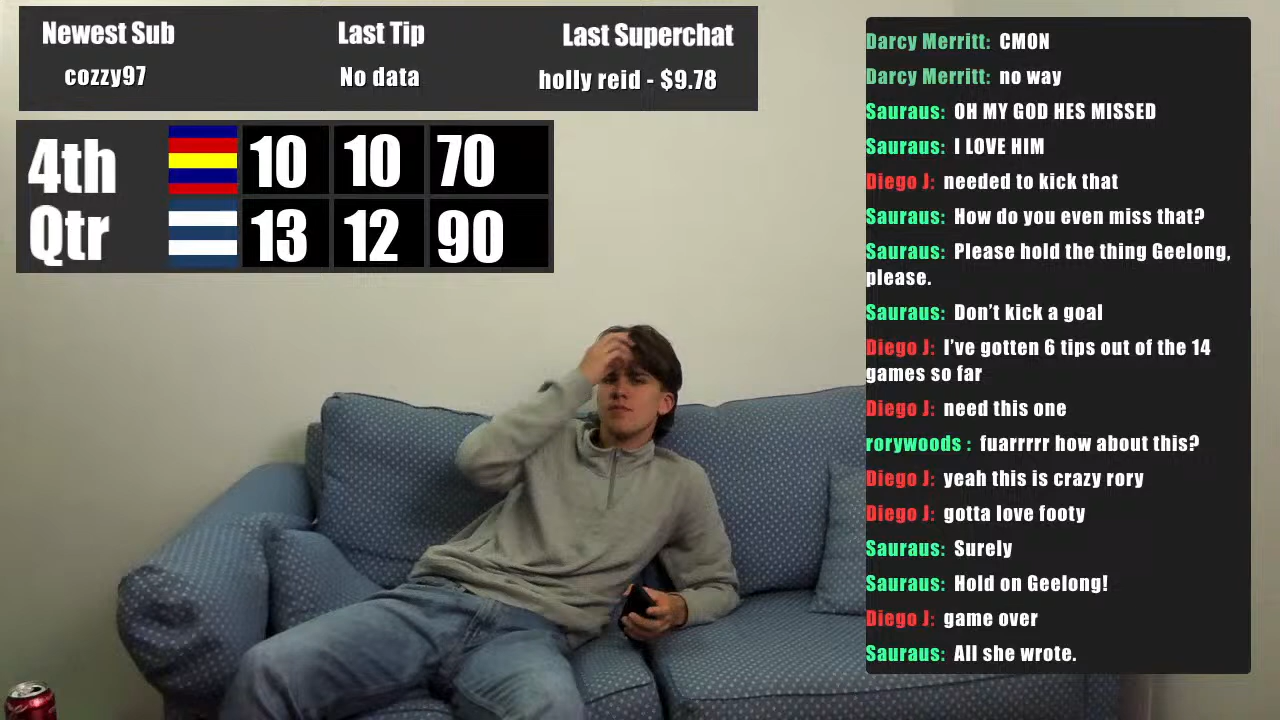 Newest Sub
Last Tip
Last Superchat
cozzy97
No data
holly reid - $9.78
4th
Qtr
10 10 70
13 12 90
Darcy Merritt: CMON
Darcy Merritt: no way
Sauraus: OH MY GOD HES MISSED
Sauraus: I LOVE HIM
Diego J: needed to kick that
Sauraus: How do you even miss that?
Sauraus: Please hold the thing Geelong,
please.
Sauraus: Don't kick a goal
Diego J: I've gotten 6 tips out of the 14
games so far
Diego J: need this one
rorywoods : fuarrrrr how about this?
Diego J: yeah this is crazy rory
Diego J: gotta love footy
Sauraus: Surely
Sauraus: Hold on Geelong!
Diego J: game over
Sauraus: All she wrote.